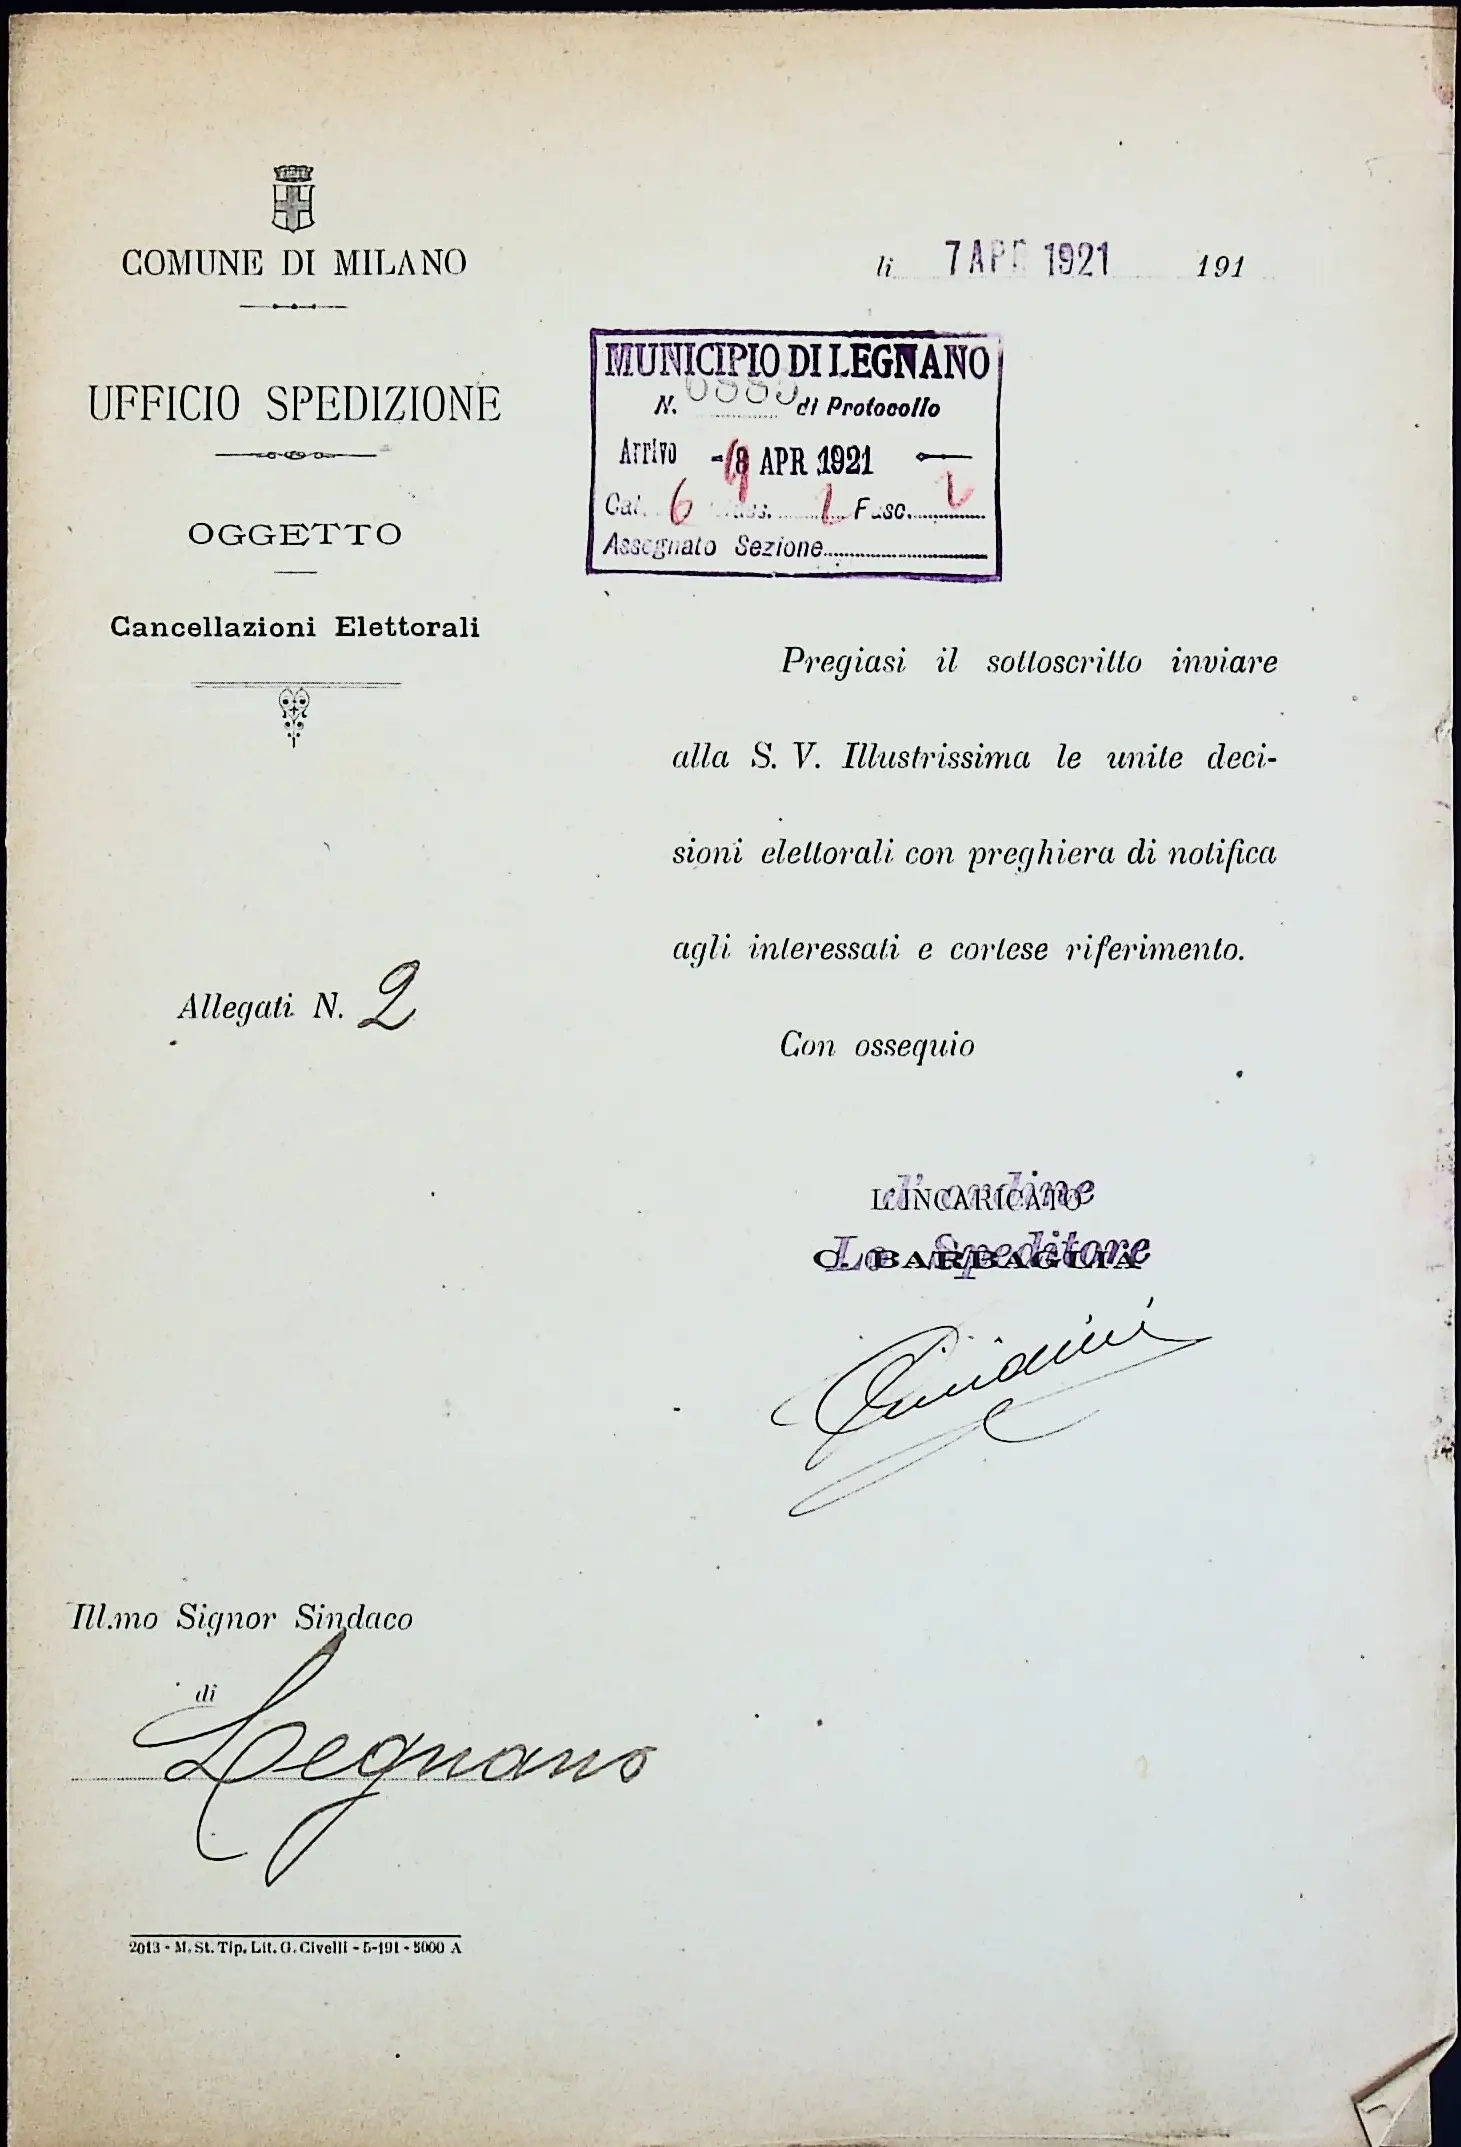 COMUNE DI MILANO
li 7 APR 1921 191
UFFICIO SPEDIZIONE
OGGETTO
Cancellazioni Elettorali
MUNICIPIO DI LEGNANO
N. di Protocollo
Arrivo -8 APR 1921
Cat. 6 Class. Fasc.
Assegnato Sezione
Pregiasi il sottoscritto inviare
alla S. V. Illustrissima le unite deci-
sioni elettorali con preghiera di notifica
agli interessati e cortese riferimento.
Allegati N. 2
Con ossequio
L'INCARICATO
d'ordine
C. BARBAGLIA
Lo Speditore
Ill.mo Signor Sindaco
di
Legnano
2013 - M. St. Tip. Lit. G. Civelli - 5-191 - 5000 A